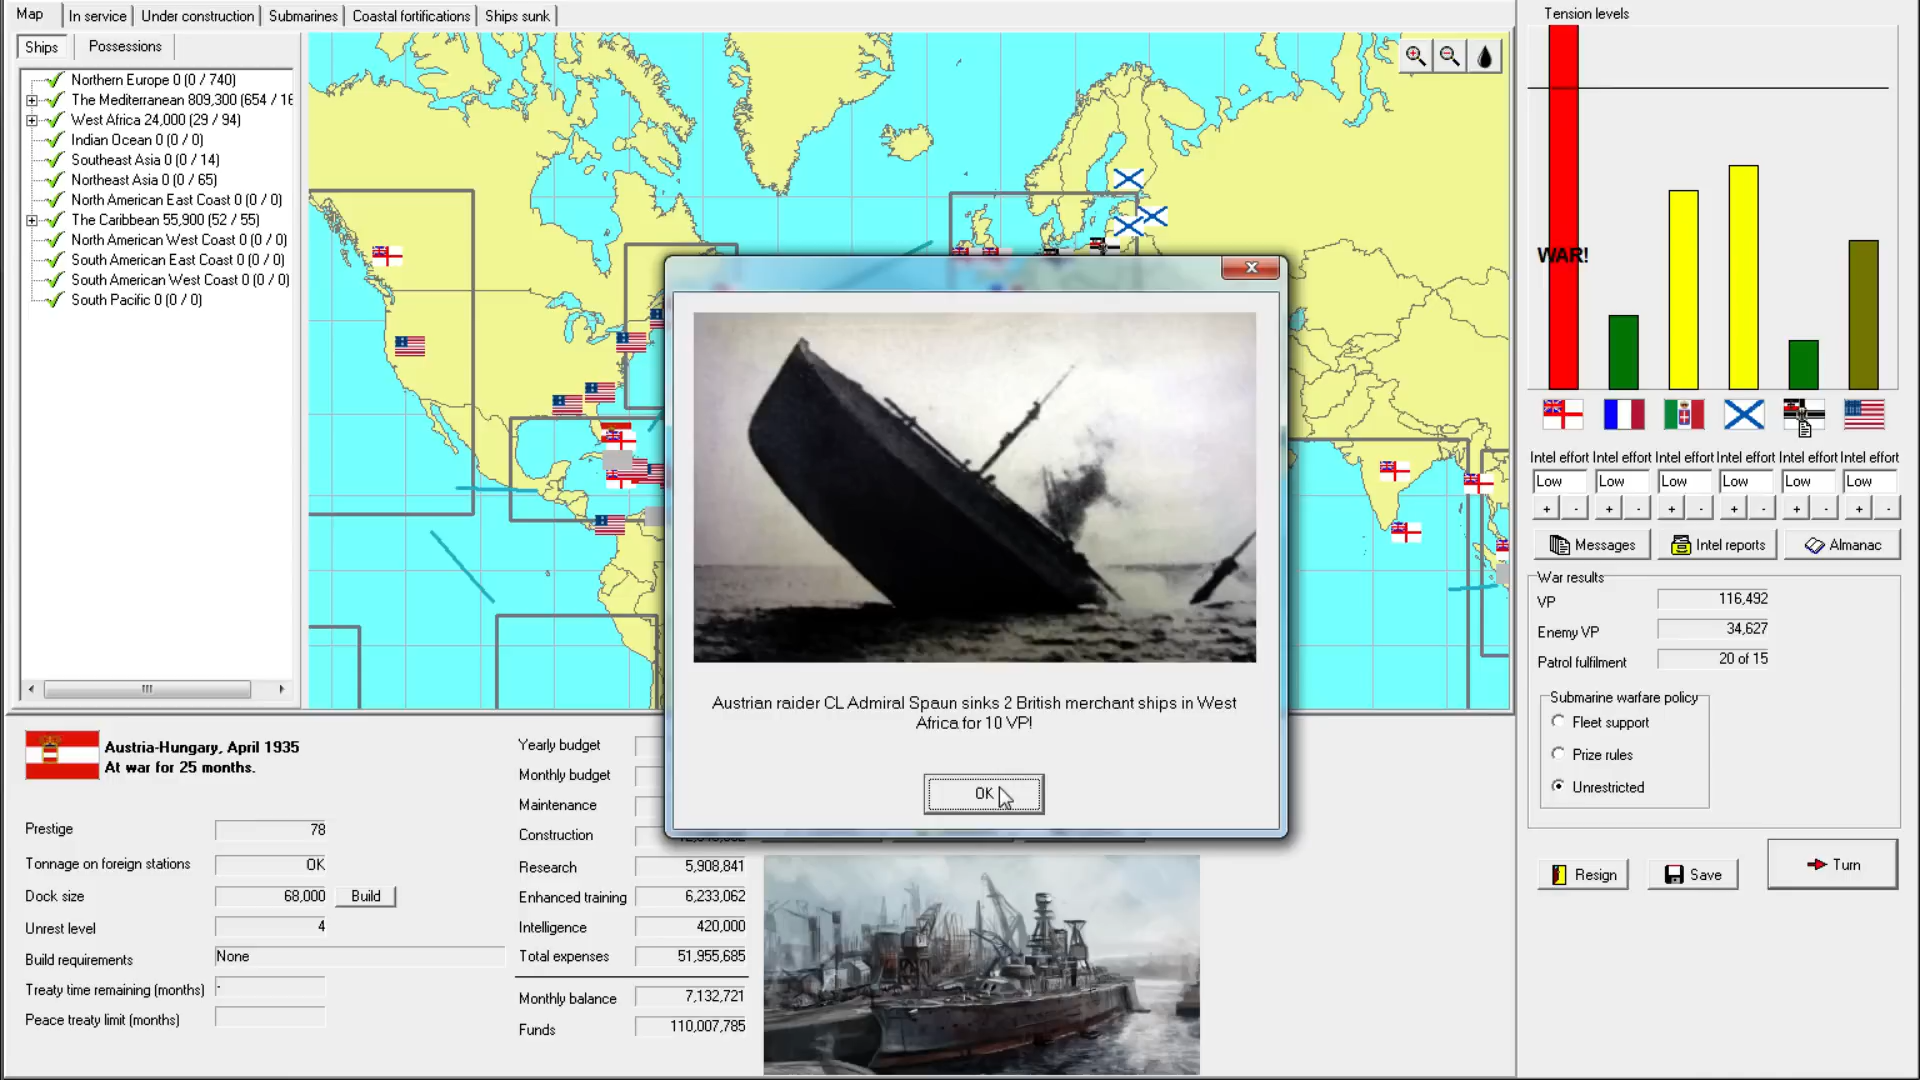 Map
In service
Under construction
Submarines
Coastal fortifications
Ships sunk
Ships
Possessions
Northern Europe 0 (0 / 740)
The Mediterranean 809,300 (654 / 16
West Africa 24,000 (29 / 94)
Indian Ocean 0 (0 / 0)
Southeast Asia 0 (0 / 14)
Northeast Asia 0 (0 / 65)
North American East Coast 0 (0 / 0)
The Caribbean 55,900 (52 / 55)
North American West Coast 0 (0 / 0)
South American East Coast 0 (0 / 0)
South American West Coast 0 (0 / 0)
South Pacific 0 (0 / 0)
Austrian raider CL Admiral Spaun sinks 2 British merchant ships in West
Africa for 10 VP!
OK
Tension levels
WAR!
Intel effort Intel effort Intel effort Intel effort Intel effort Intel effort
Low Low Low Low Low Low
+ - + - + - + - + - + -
Messages
Intel reports
Almanac
War results
VP 116,492
Enemy VP 34,627
Patrol fulfilment 20 of 15
Submarine warfare policy
Fleet support
Prize rules
Unrestricted
Resign
Save
Turn
Austria-Hungary, April 1935
At war for 25 months.
Prestige 78
Tonnage on foreign stations OK
Dock size 68,000 Build
Unrest level 4
Build requirements None
Treaty time remaining (months) -
Peace treaty limit (months)
Yearly budget
Monthly budget
Maintenance
Construction
Research 5,908,841
Enhanced training 6,233,062
Intelligence 420,000
Total expenses 51,955,685
Monthly balance 7,132,721
Funds 110,007,785